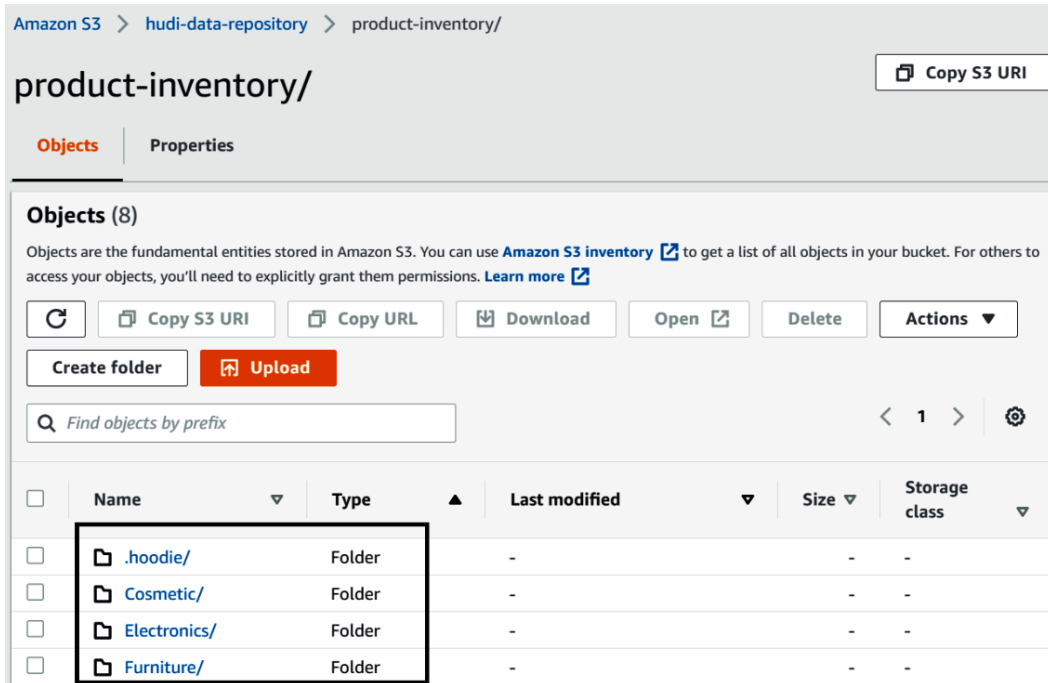 Amazon S3 > hudi-data-repository > product-inventory/
product-inventory/
Copy S3 URI
Objects Properties
Objects (8)
Objects are the fundamental entities stored in Amazon S3. You can use Amazon S3 inventory to get a list of all objects in your bucket. For others to
access your objects, you'll need to explicitly grant them permissions. Learn more
Copy S3 URI Copy URL Download Open Delete Actions
Create folder Upload
Find objects by prefix
< 1 >
Name Type Last modified Size Storage class
.hoodie/ Folder - - -
Cosmetic/ Folder - - -
Electronics/ Folder - - -
Furniture/ Folder - - -